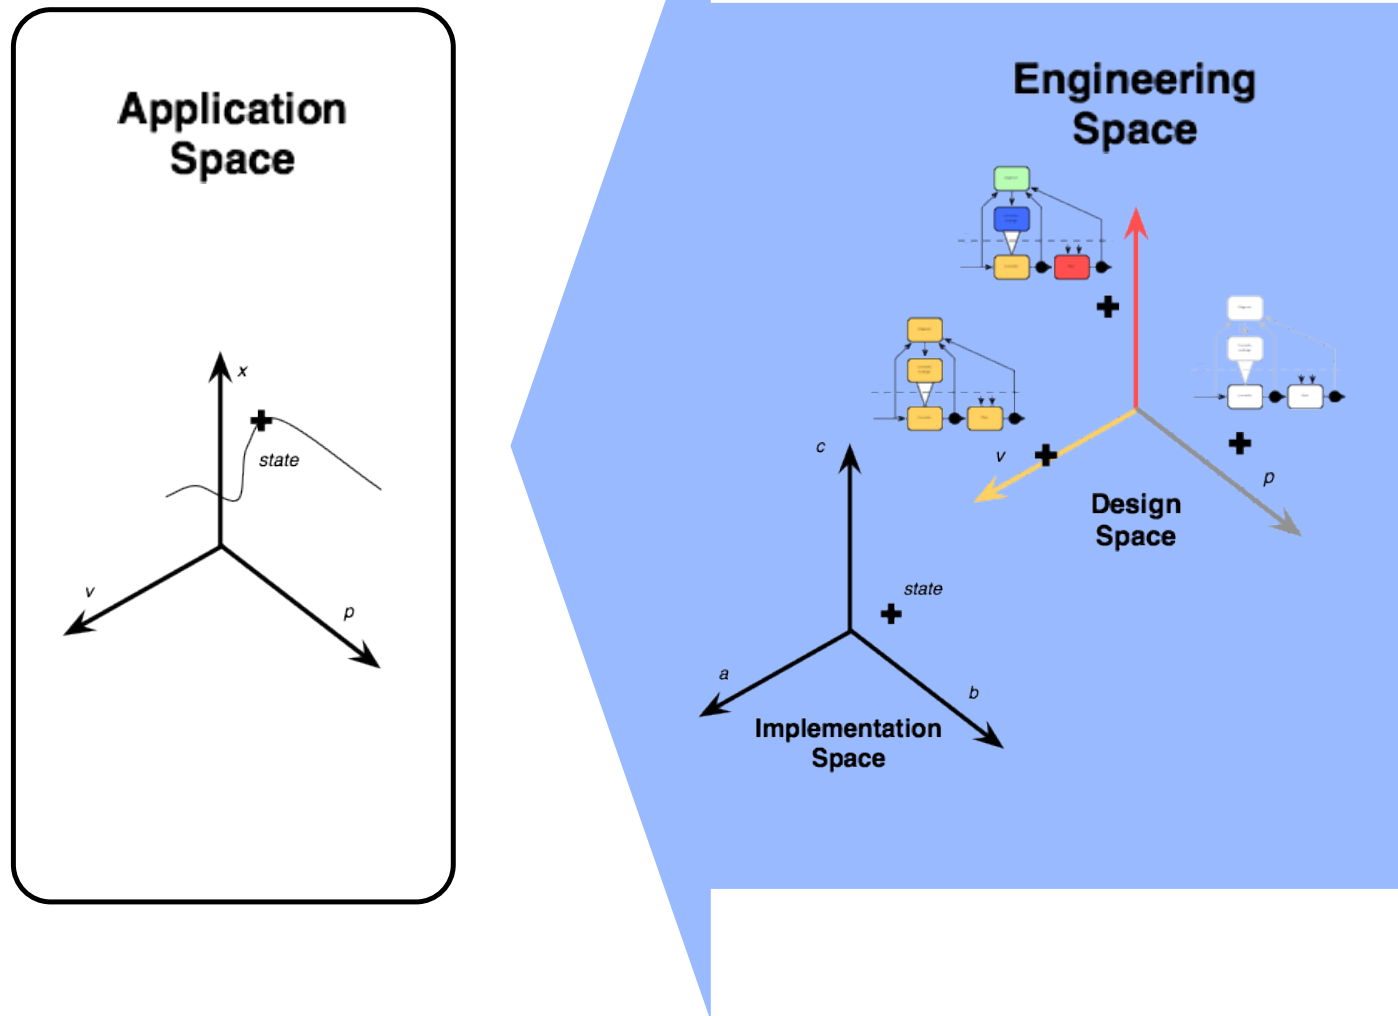 Application
Space
x
state
v
p
Engineering
Space
v
p
Design
Space
c
state
a
b
Implementation
Space